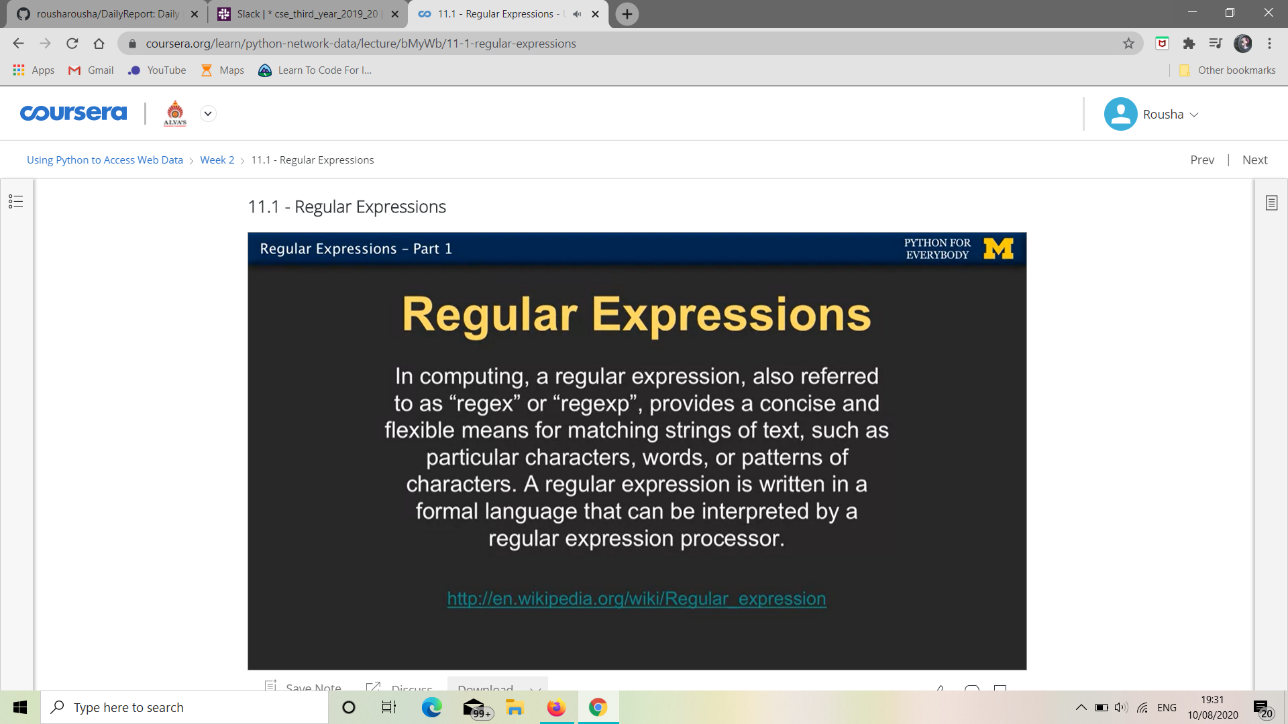 rousharousha/DailyReport: Daily
Slack | * cse_third_year_2019_20 |
11.1 - Regular Expressions -
coursera.org/learn/python-network-data/lecture/bMyWb/11-1-regular-expressions
Apps Gmail YouTube Maps Learn To Code For I... Other bookmarks
coursera ALVA'S Rousha
Using Python to Access Web Data > Week 2 > 11.1 - Regular Expressions Prev | Next
11.1 - Regular Expressions
Regular Expressions – Part 1
PYTHON FOR
EVERYBODY
M
Regular Expressions
In computing, a regular expression, also referred
to as “regex” or “regexp”, provides a concise and
flexible means for matching strings of text, such as
particular characters, words, or patterns of
characters. A regular expression is written in a
formal language that can be interpreted by a
regular expression processor.
http://en.wikipedia.org/wiki/Regular_expression
Save Note Discuss Download
Type here to search
99+
ENG
19:31
10/08/2020
20